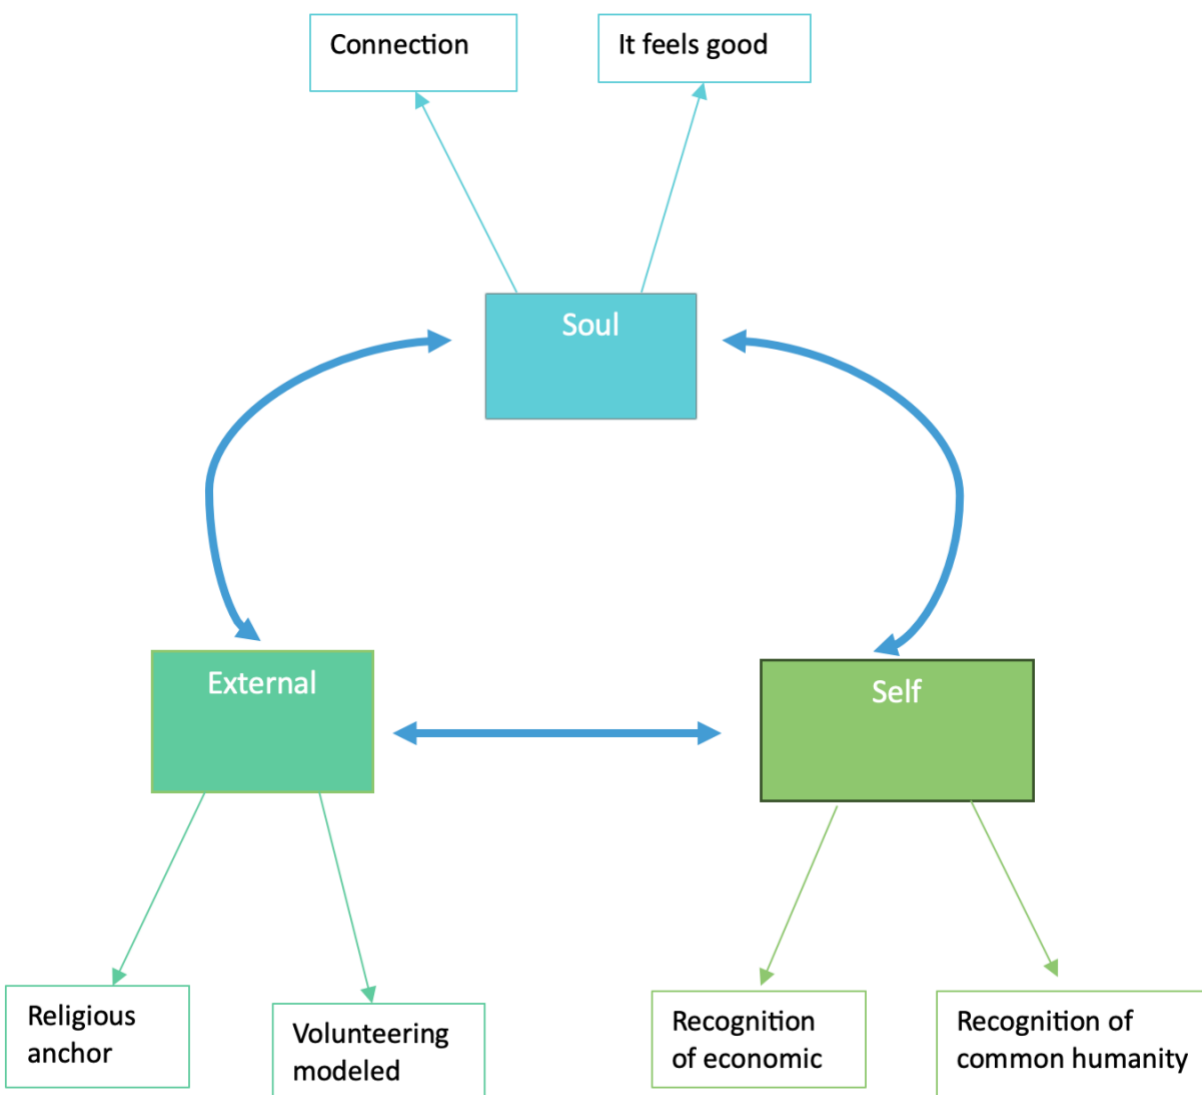 Connection
It feels good
Soul
External
Self
Religious
anchor
Volunteering
modeled
Recognition
of economic
Recognition of
common humanity